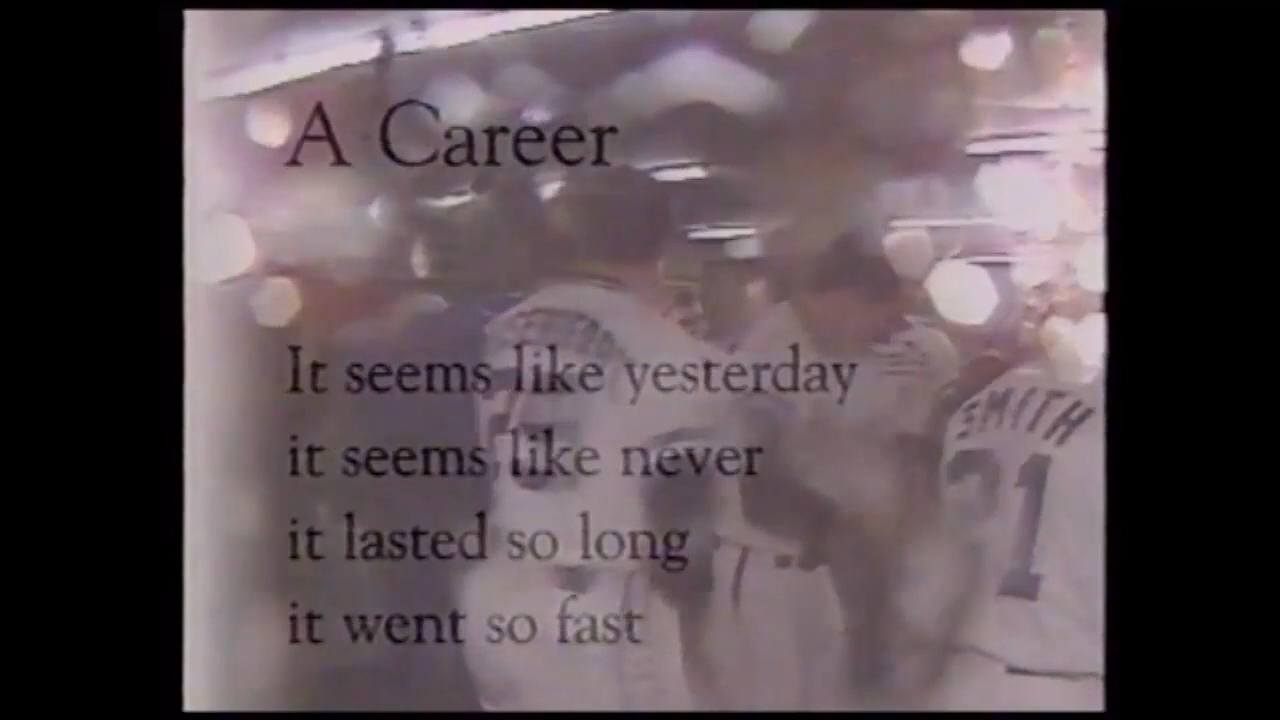 A Career
It seems like yesterday
it seems like never
it lasted so long
it went so fast
SMITH
21